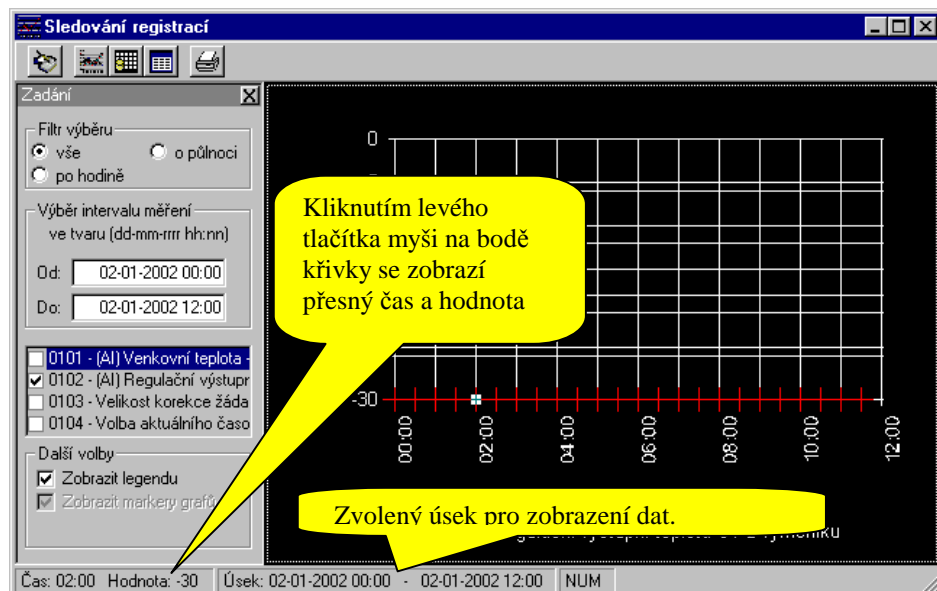 Sledování registrací
Zadání
Filtr výběru
vše
o půlnoci
po hodině
Výběr intervalu měření
ve tvaru (dd-mm-rrrr hh:nn)
Od: 02-01-2002 00:00
Do: 02-01-2002 12:00
0101 - (AI) Venkovní teplota -
0102 - (AI) Regulační výstupr
0103 - Velikost korekce žáda
0104 - Volba aktuálního časo
Další volby
Zobrazit legendu
Zobrazit markery grafů
Kliknutím levého
tlačítka myši na bodě
křivky se zobrazí
přesný čas a hodnota
0
-30
00:00
02:00
04:00
06:00
08:00
10:00
12:00
Zvolený úsek pro zobrazení dat.
Čas: 02:00 Hodnota: -30
Úsek: 02-01-2002 00:00 - 02-01-2002 12:00
NUM